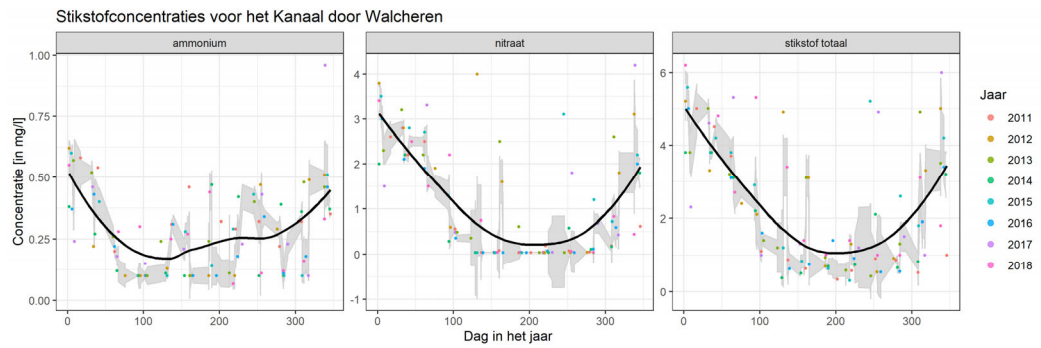 Stikstofconcentraties voor het Kanaal door Walcheren
ammonium
nitraat
stikstof totaal
Concentratie [in mg/l]
1.00
0.75
0.50
0.25
0.00
4
3
2
1
0
-1
6
4
2
0
0 100 200 300
0 100 200 300
0 100 200 300
Dag in het jaar
Jaar
2011
2012
2013
2014
2015
2016
2017
2018